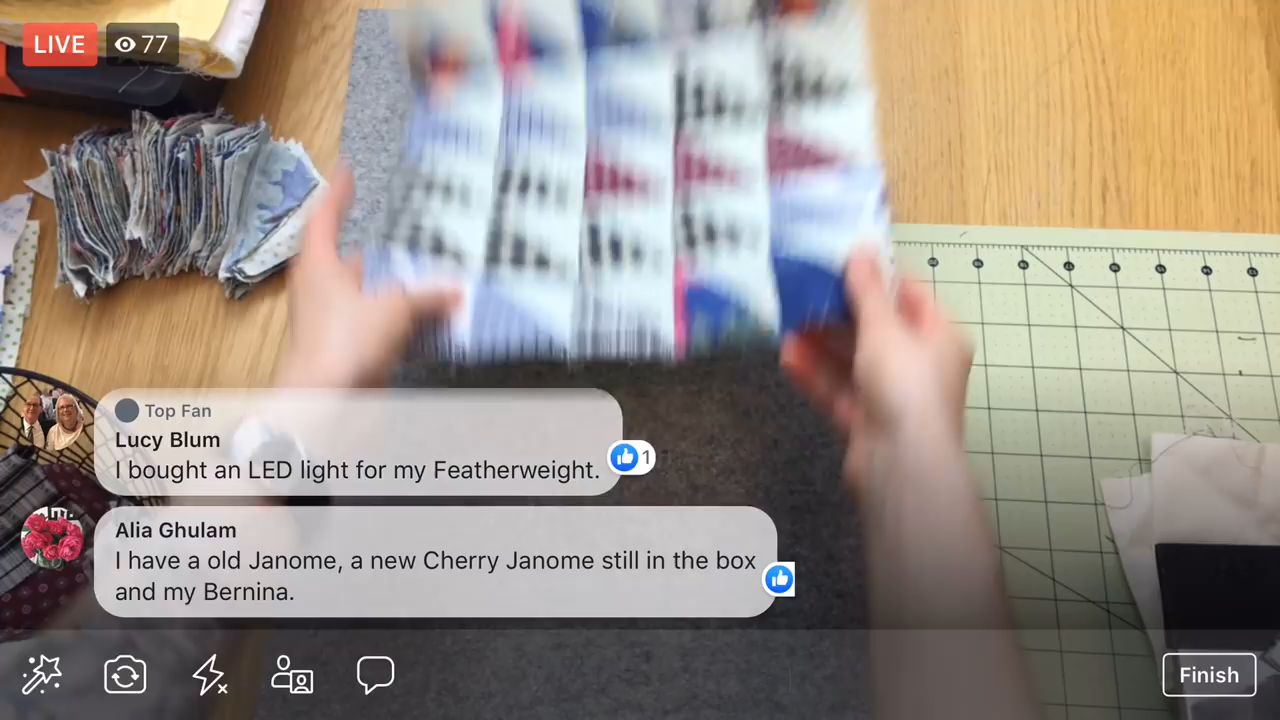 LIVE 77
Top Fan
Lucy Blum
I bought an LED light for my Featherweight.
1
Alia Ghulam
I have a old Janome, a new Cherry Janome still in the box
and my Bernina.
Finish